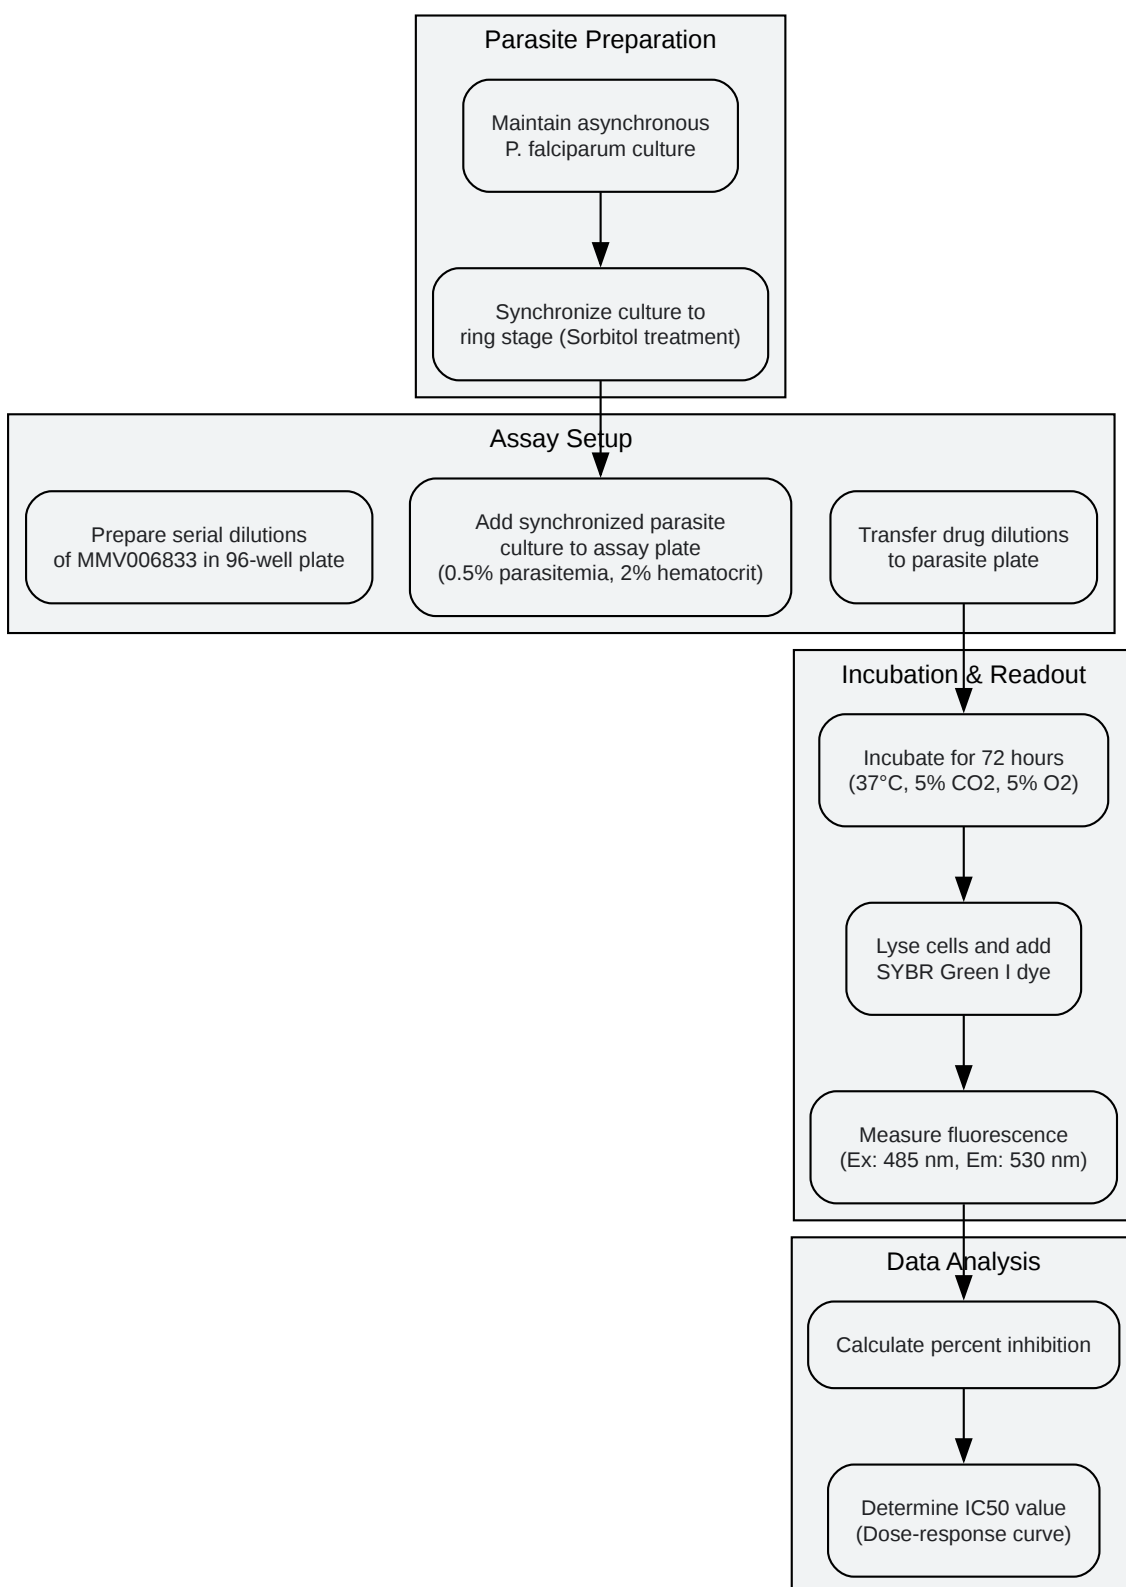 Parasite Preparation
Maintain asynchronous
P. falciparum culture
Synchronize culture to
ring stage (Sorbitol treatment)
Assay Setup
Prepare serial dilutions
of MMV006833 in 96-well plate
Add synchronized parasite
culture to assay plate
(0.5% parasitemia, 2% hematocrit)
Transfer drug dilutions
to parasite plate
Incubation & Readout
Incubate for 72 hours
(37°C, 5% CO2, 5% O2)
Lyse cells and add
SYBR Green I dye
Measure fluorescence
(Ex: 485 nm, Em: 530 nm)
Data Analysis
Calculate percent inhibition
Determine IC50 value
(Dose-response curve)